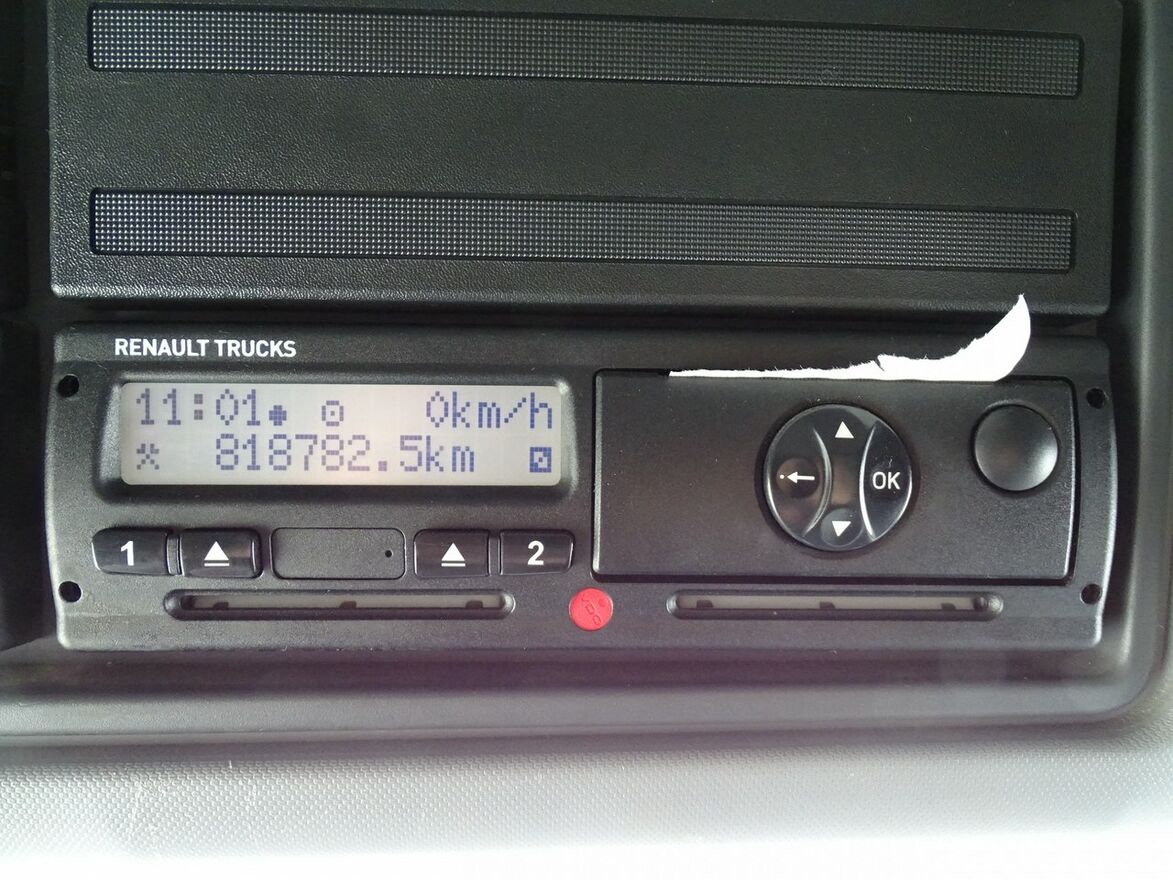 RENAULT TRUCKS
11:01 0km/h
818782.5km
OK
1 2